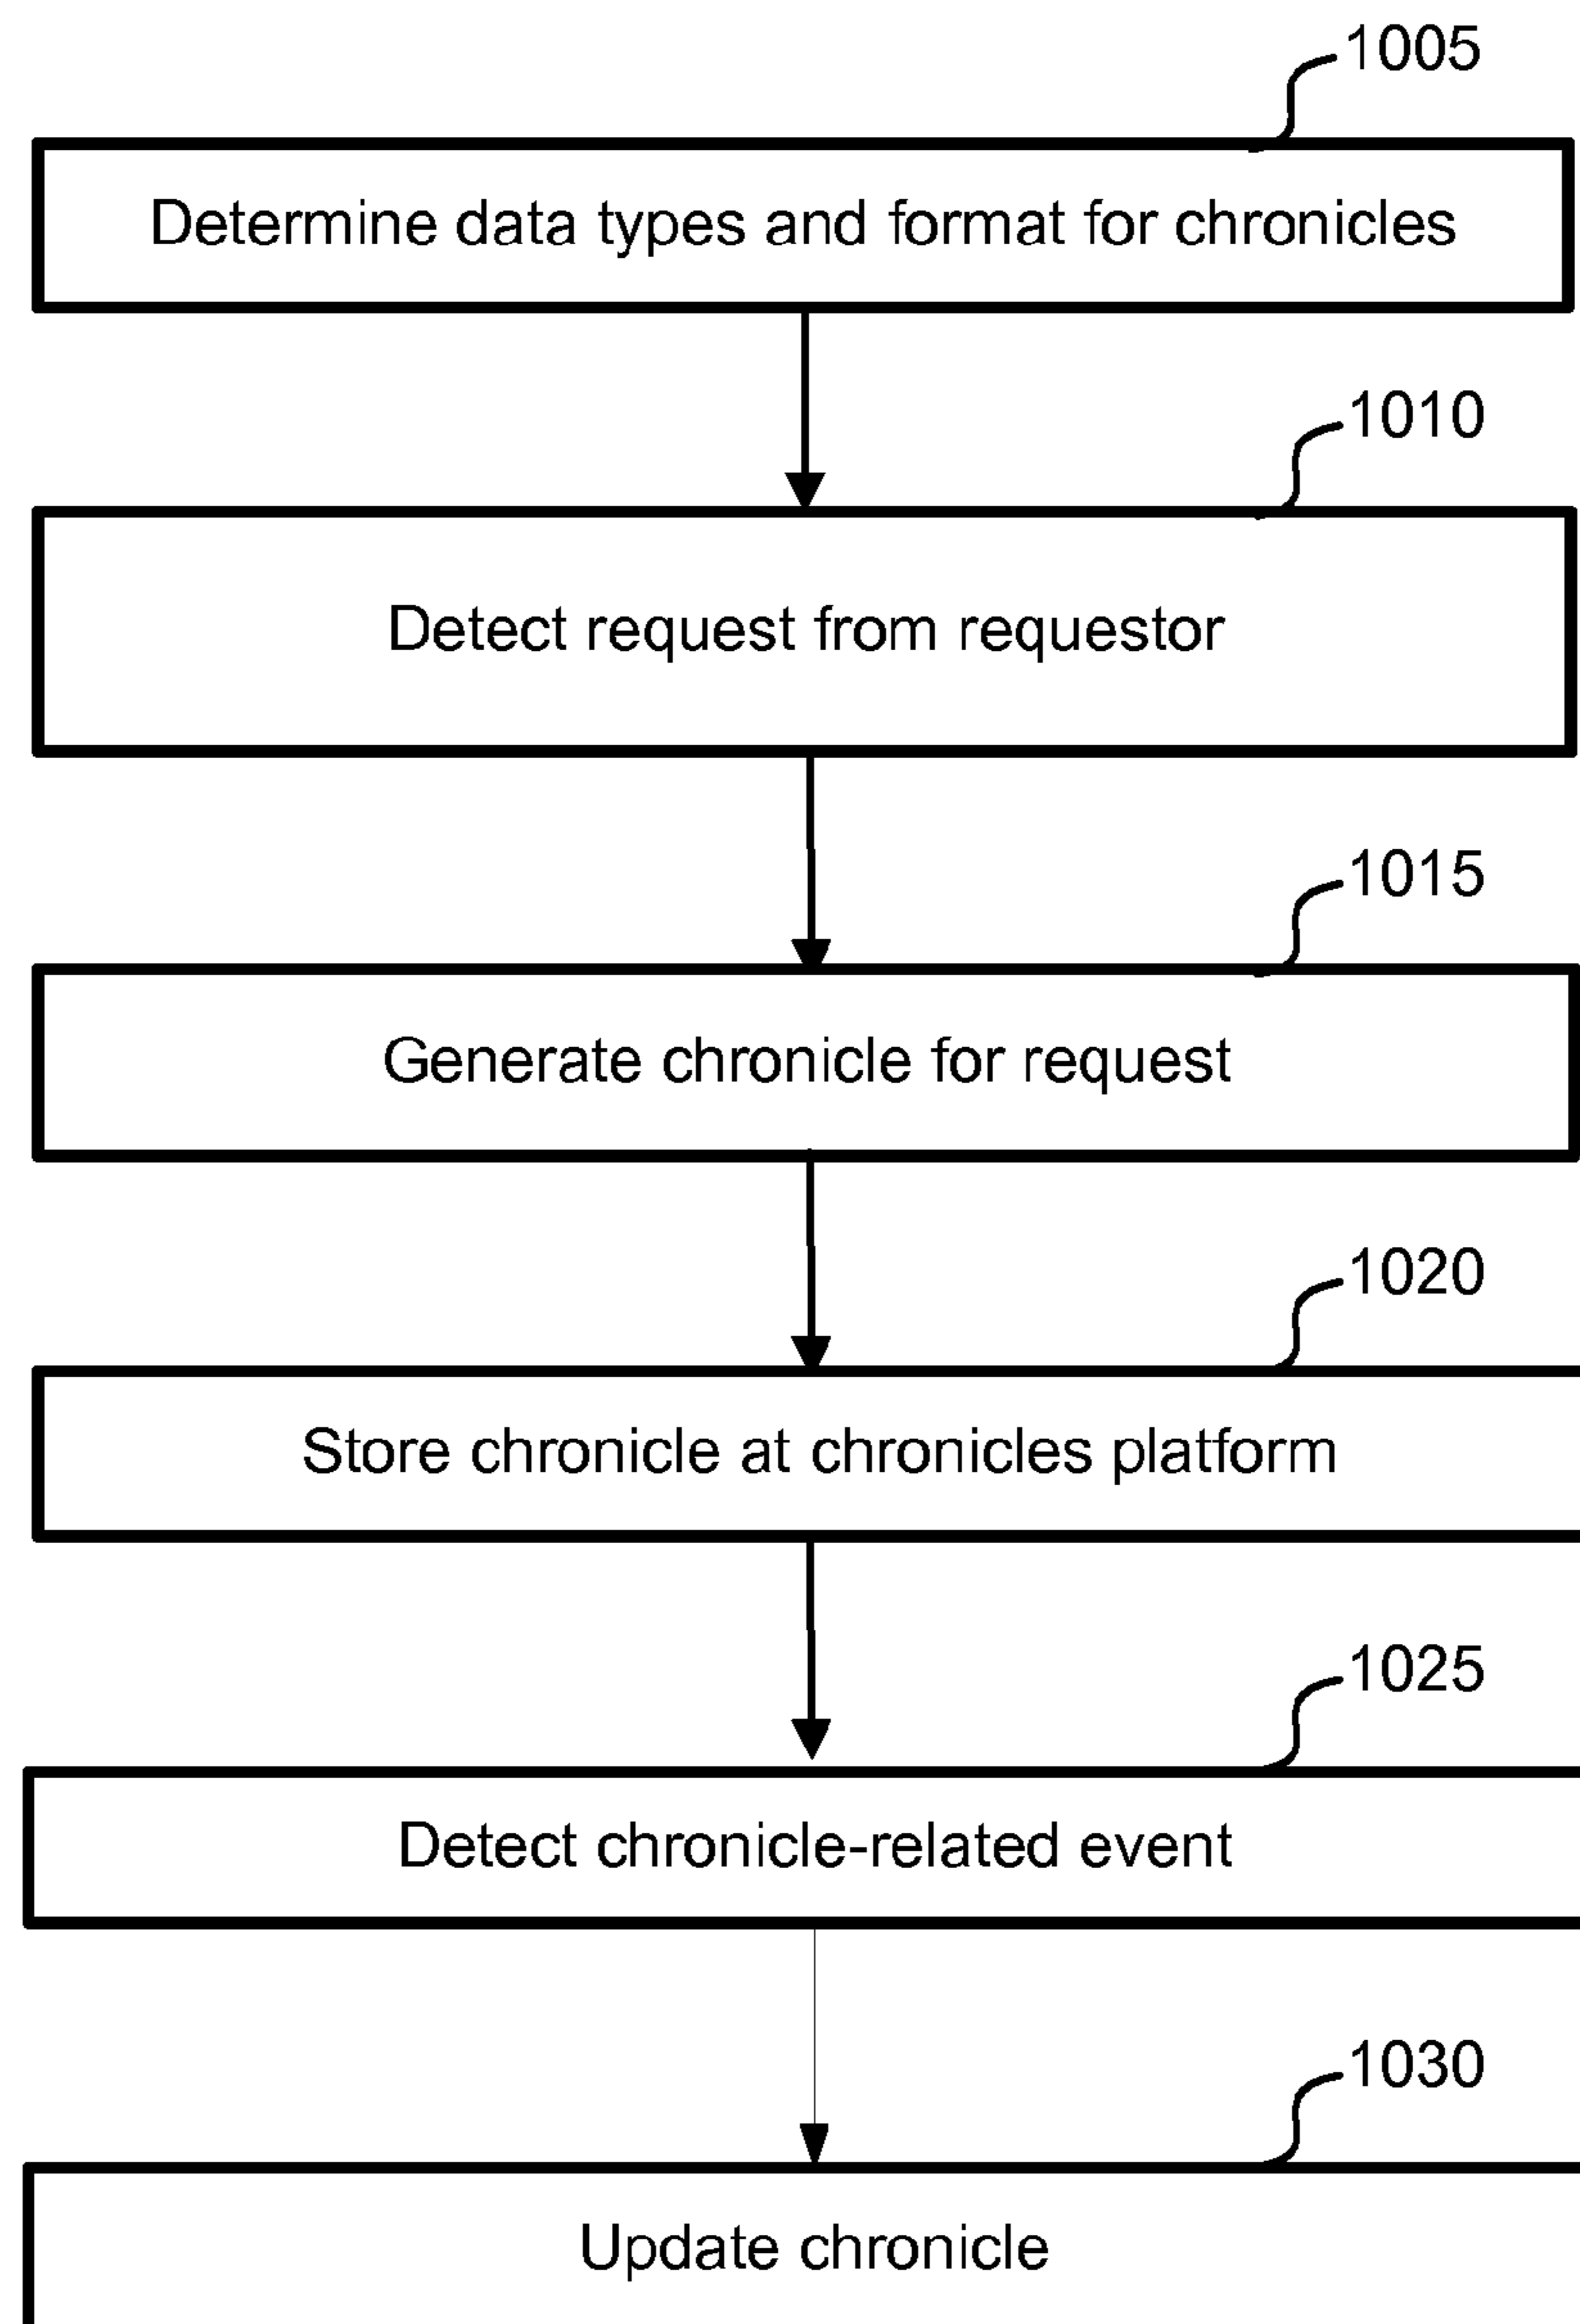 1005
Determine data types and format for chronicles
1010
Detect request from requestor
1015
Generate chronicle for request
1020
Store chronicle at chronicles platform
1025
Detect chronicle-related event
1030
Update chronicle